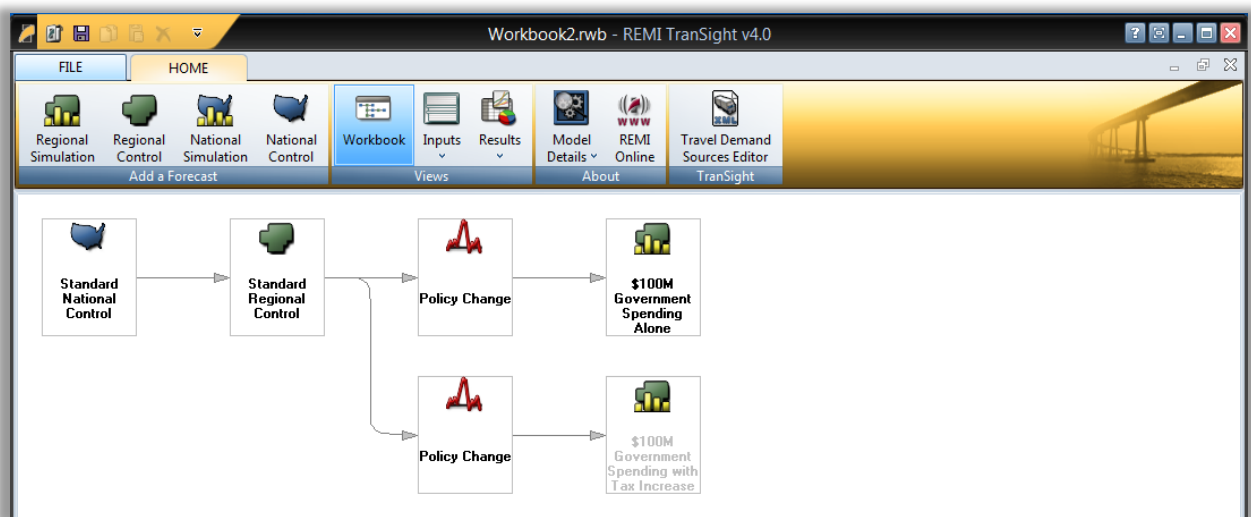 Workbook2.rwb - REMI TranSight v4.0
?
FILE
HOME
Regional
Simulation
Regional
Control
National
Simulation
National
Control
Workbook
Inputs
Results
Model
Details
WWW
REMI
Online
XML
Travel Demand
Sources Editor
Add a Forecast
Views
About
TranSight
Standard
National
Control
Standard
Regional
Control
Policy Change
$100M
Government
Spending
Alone
Policy Change
$100M
Government
Spending with
Tax Increase